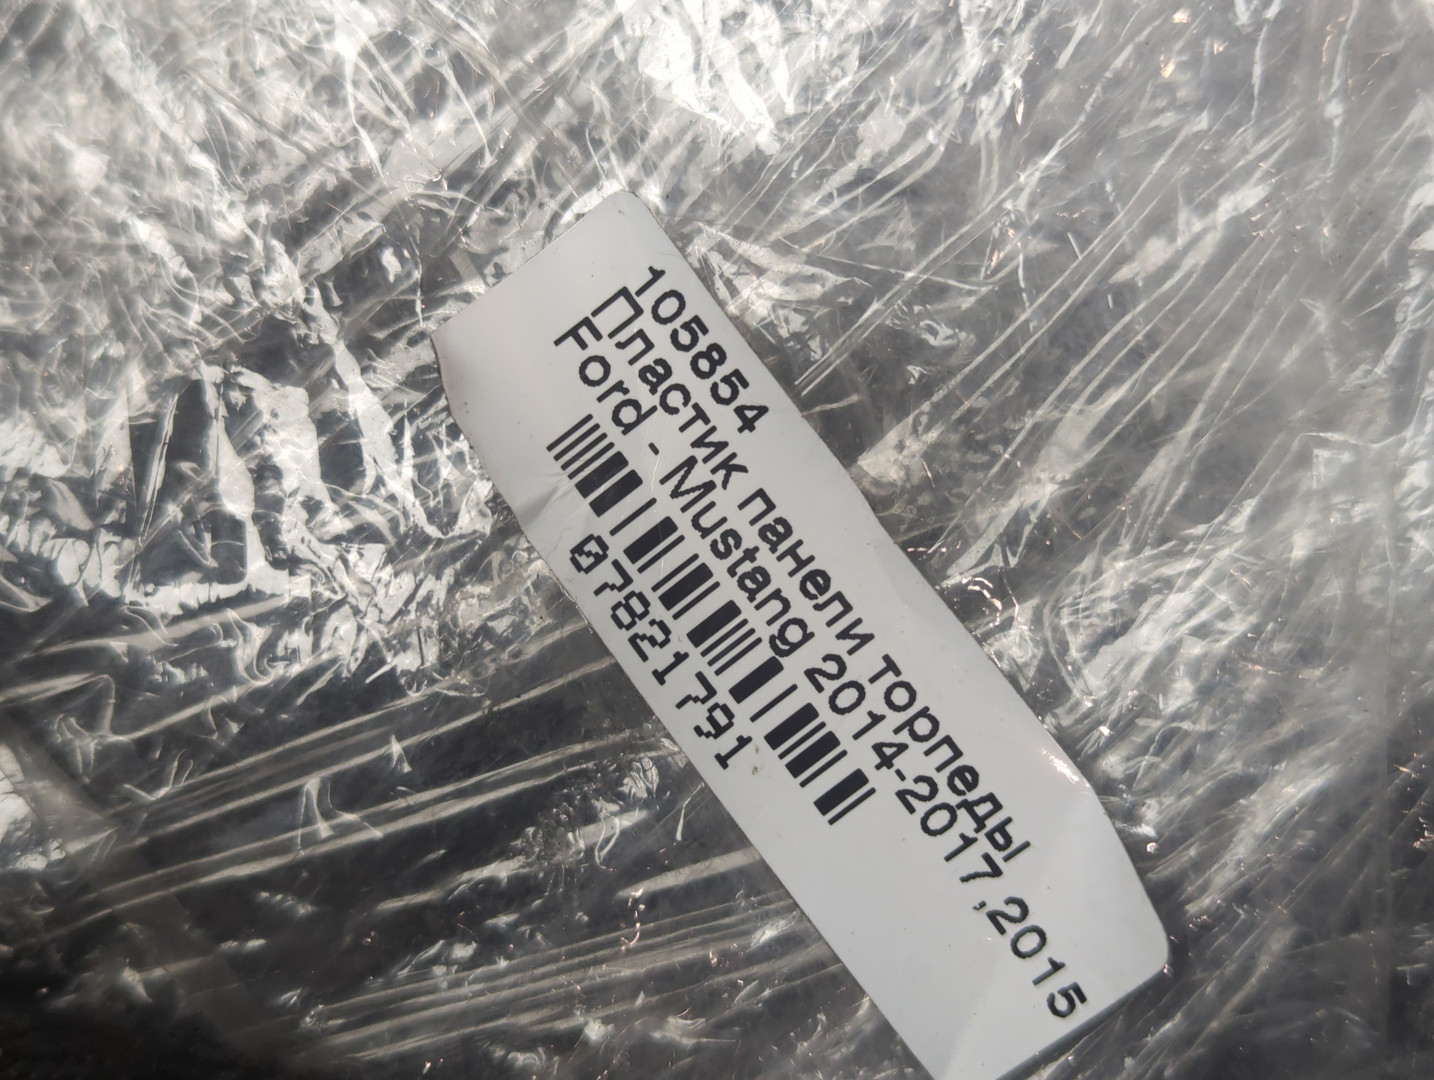 105854
Пластик панели торпеды
Ford - Mustang 2014-2017,2015
07821791